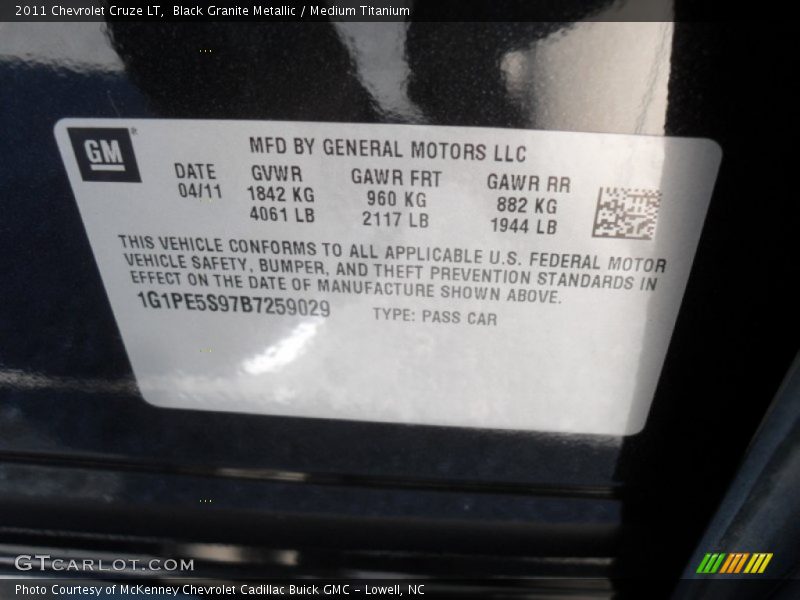 2011 Chevrolet Cruze LT, Black Granite Metallic / Medium Titanium
GM
MFD BY GENERAL MOTORS LLC
DATE GVWR GAWR FRT GAWR RR
04/11 1842 KG 960 KG 882 KG
4061 LB 2117 LB 1944 LB
THIS VEHICLE CONFORMS TO ALL APPLICABLE U.S. FEDERAL MOTOR
VEHICLE SAFETY, BUMPER, AND THEFT PREVENTION STANDARDS IN
EFFECT ON THE DATE OF MANUFACTURE SHOWN ABOVE.
1G1PE5S97B7259029 TYPE: PASS CAR
GTCARLOT.COM
Photo Courtesy of McKenney Chevrolet Cadillac Buick GMC - Lowell, NC